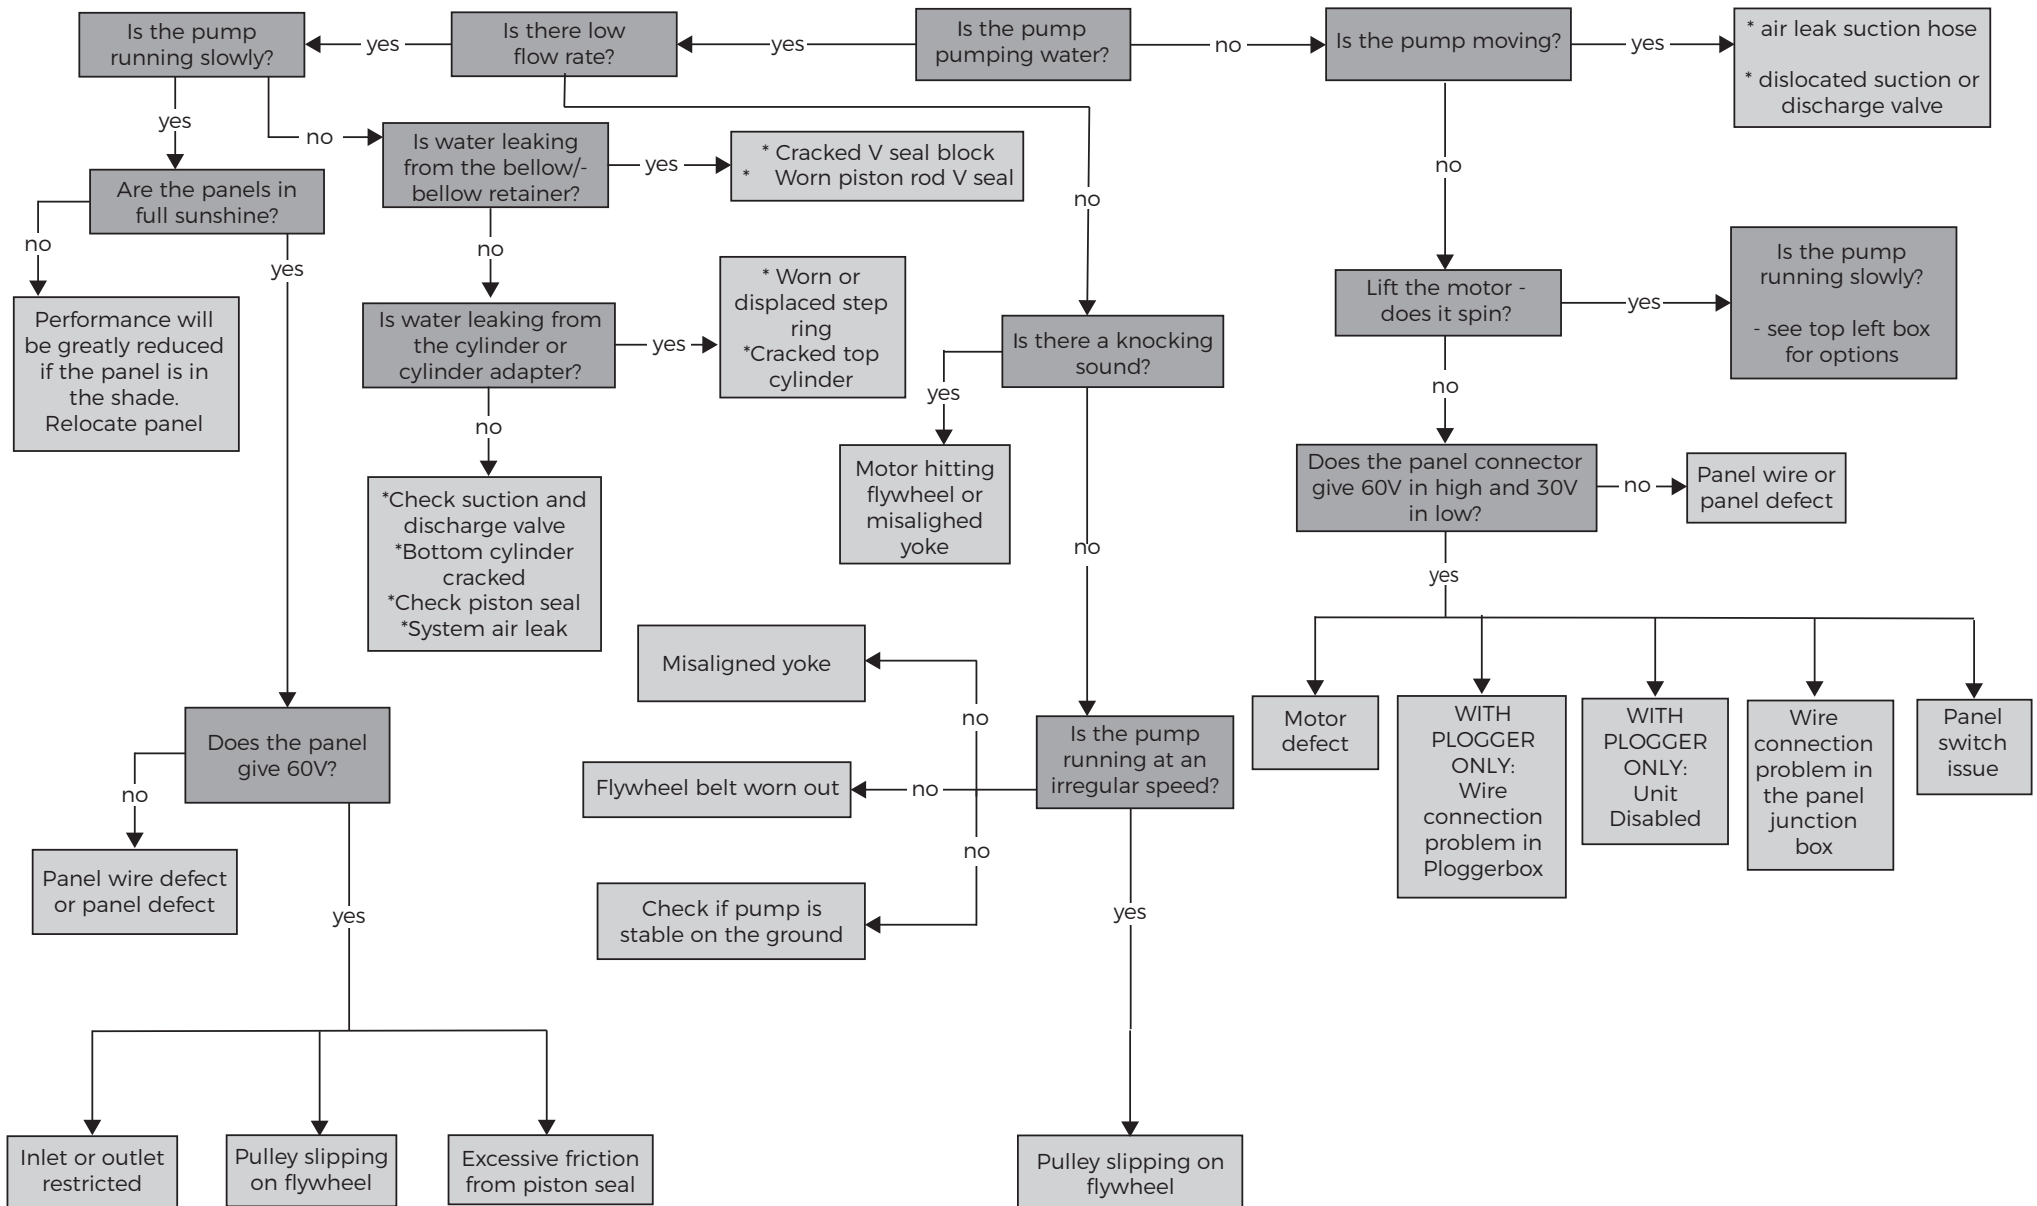 Is the pump
running slowly?
yes
Is there low
flow rate?
yes
Is the pump
pumping water?
no
Is the pump moving?
yes
* air leak suction hose
* dislocated suction or
discharge valve
yes
no
Is water leaking
from the bellow/-
bellow retainer?
yes
* Cracked V seal block
* Worn piston rod V seal
no
no
Are the panels in
full sunshine?
no
yes
no
Performance will
be greatly reduced
if the panel is in
the shade.
Relocate panel
Is water leaking from
the cylinder or
cylinder adapter?
yes
* Worn or
displaced step
ring
*Cracked top
cylinder
no
*Check suction and
discharge valve
*Bottom cylinder
cracked
*Check piston seal
*System air leak
Is there a knocking
sound?
yes
Motor hitting
flywheel or
misalighed
yoke
no
Lift the motor -
does it spin?
yes
Is the pump
running slowly?
- see top left box
for options
no
Does the panel connector
give 60V in high and 30V
in low?
no
Panel wire or
panel defect
yes
Motor
defect
WITH
PLOGGER
ONLY:
Wire
connection
problem in
Ploggerbox
WITH
PLOGGER
ONLY:
Unit
Disabled
Wire
connection
problem in
the panel
junction
box
Panel
switch
issue
Misaligned yoke
no
Flywheel belt worn out
no
Is the pump
running at an
irregular speed?
no
Check if pump is
stable on the ground
yes
Pulley slipping on
flywheel
Does the panel
give 60V?
no
Panel wire defect
or panel defect
yes
Inlet or outlet
restricted
Pulley slipping
on flywheel
Excessive friction
from piston seal